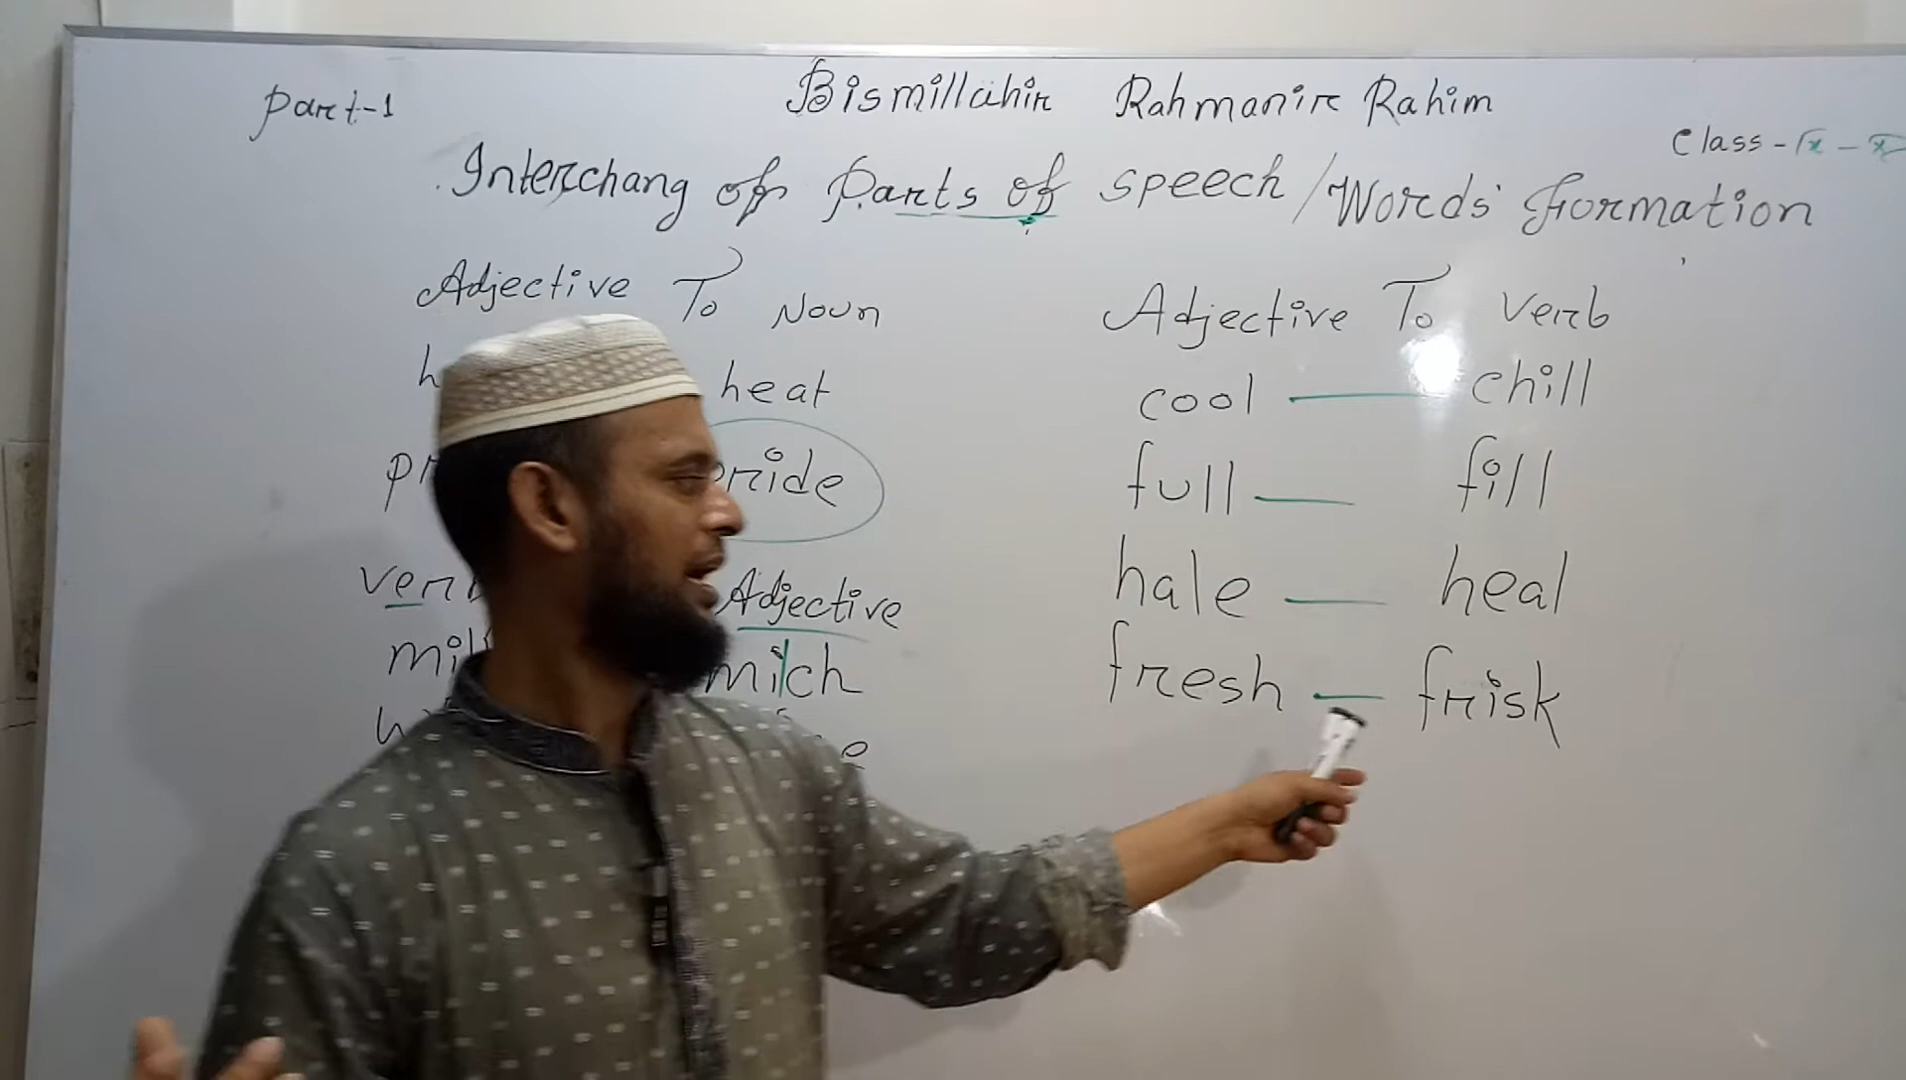 Part-1
Bismillahir Rahmanir Rahim
Class - IX - X
Interchang of Parts of speech / Words Formation
Adjective To Noun
heat
pride
Adjective
milch
Adjective To Verb
cool — chill
full — fill
hale — heal
fresh — frisk